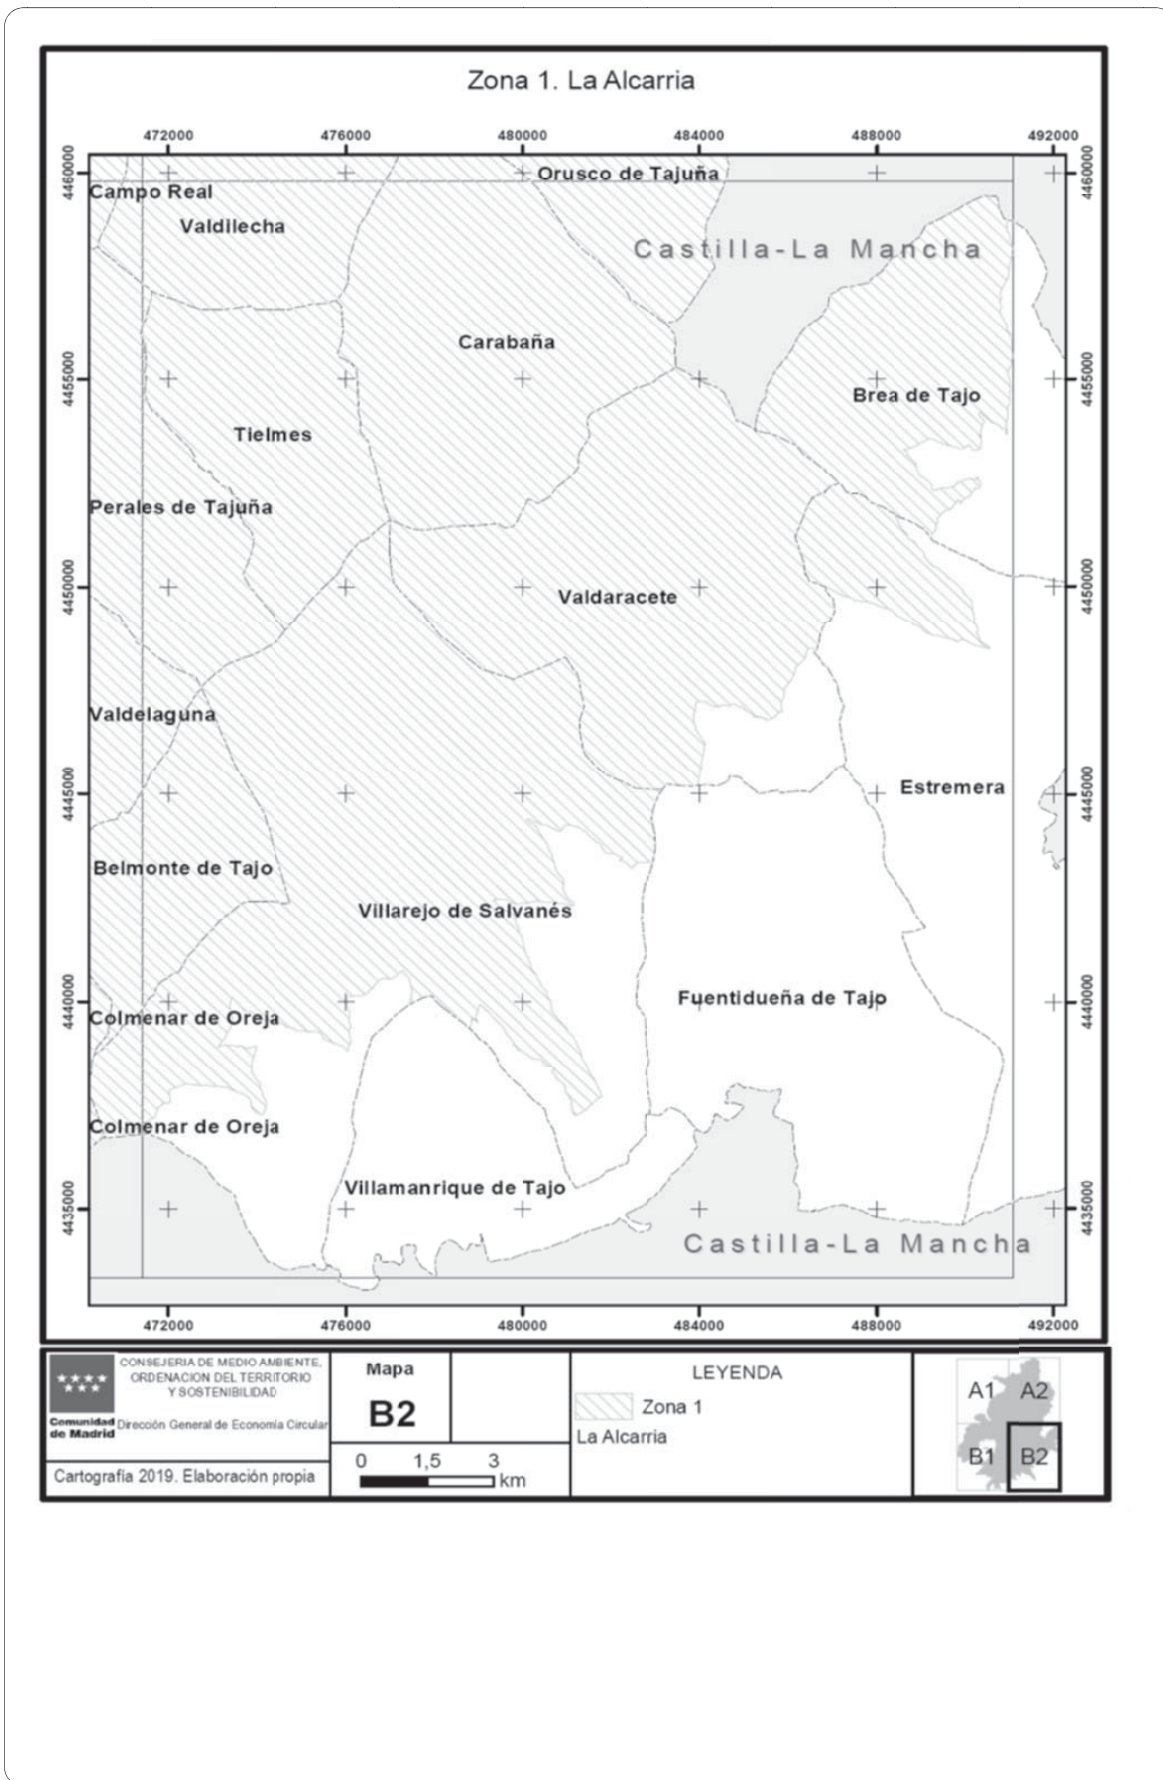 Zona 1. La Alcarria
472000 476000 480000 484000 488000 492000
4460000 4460000
Orusco de Tajuña
Campo Real
Valdilecha
Castilla-La Mancha
Carabaña
4455000 4455000
Brea de Tajo
Tielmes
Perales de Tajuña
4450000 4450000
Valdaracete
Valdelaguna
Estremera
4445000 4445000
Belmonte de Tajo
Villarejo de Salvanés
Fuentidueña de Tajo
4440000 4440000
Colmenar de Oreja
Colmenar de Oreja
Villamanrique de Tajo
4435000 4435000
Castilla-La Mancha
472000 476000 480000 484000 488000 492000
CONSEJERIA DE MEDIO AMBIENTE,
ORDENACION DEL TERRITORIO
Y SOSTENIBILIDAD
Comunidad
de Madrid
Dirección General de Economía Circular
Cartografía 2019. Elaboración propia
Mapa
B2
0 1,5 3
km
LEYENDA
Zona 1
La Alcarria
A1 A2
B1 B2